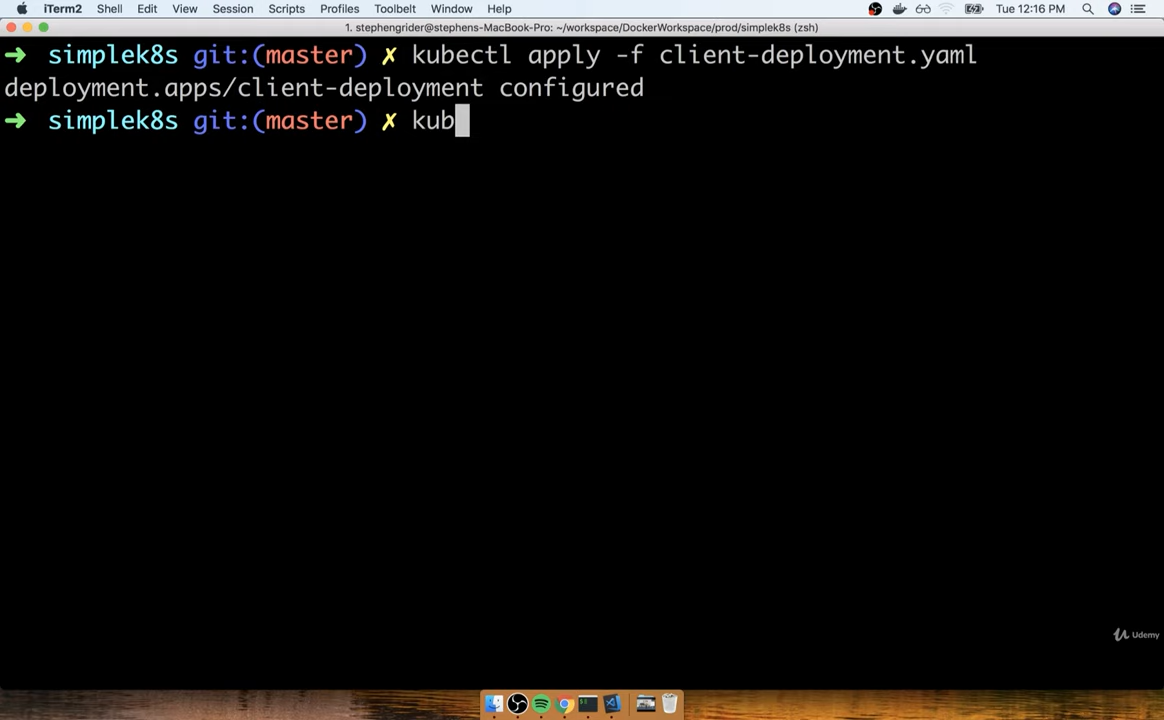 iTerm2 Shell Edit View Session Scripts Profiles Toolbelt Window Help Tue 12:16 PM
1. stephengrider@stephens-MacBook-Pro: ~/workspace/DockerWorkspace/prod/simplek8s (zsh)
➜ simplek8s git:(master) ✗ kubectl apply -f client-deployment.yaml
deployment.apps/client-deployment configured
➜ simplek8s git:(master) ✗ kub
Udemy